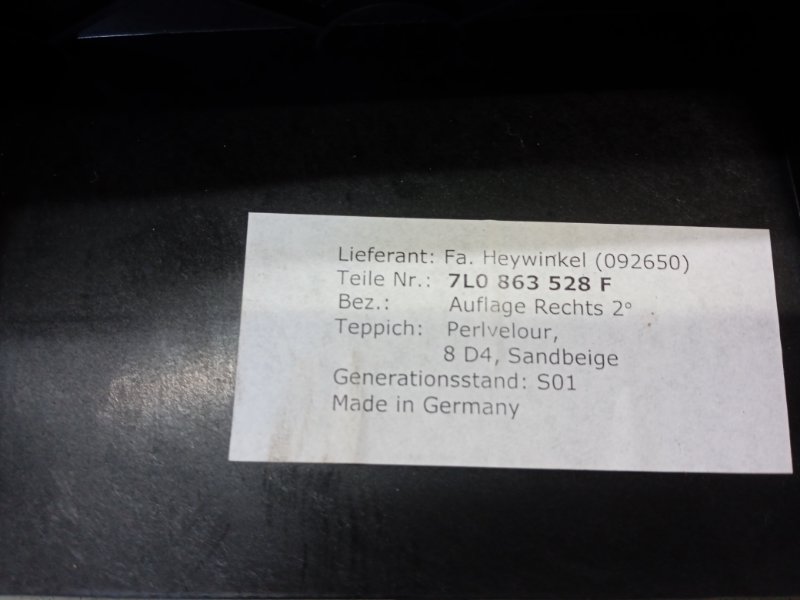 Lieferant: Fa. Heywinkel (092650)
Teile Nr.: 7L0 863 528 F
Bez.: Auflage Rechts 2°
Teppich: Perlvelour,
8 D4, Sandbeige
Generationsstand: S01
Made in Germany